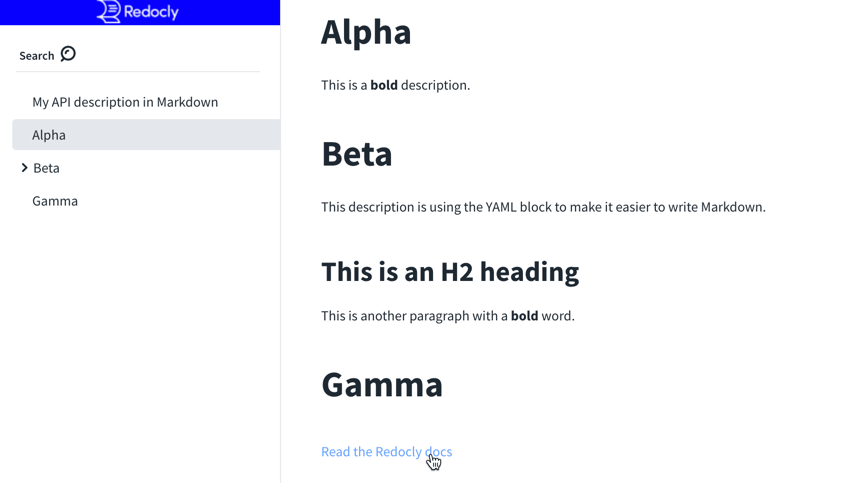 Redocly
Search
My API description in Markdown
Alpha
Beta
Gamma
Alpha
This is a bold description.
Beta
This description is using the YAML block to make it easier to write Markdown.
This is an H2 heading
This is another paragraph with a bold word.
Gamma
Read the Redocly docs